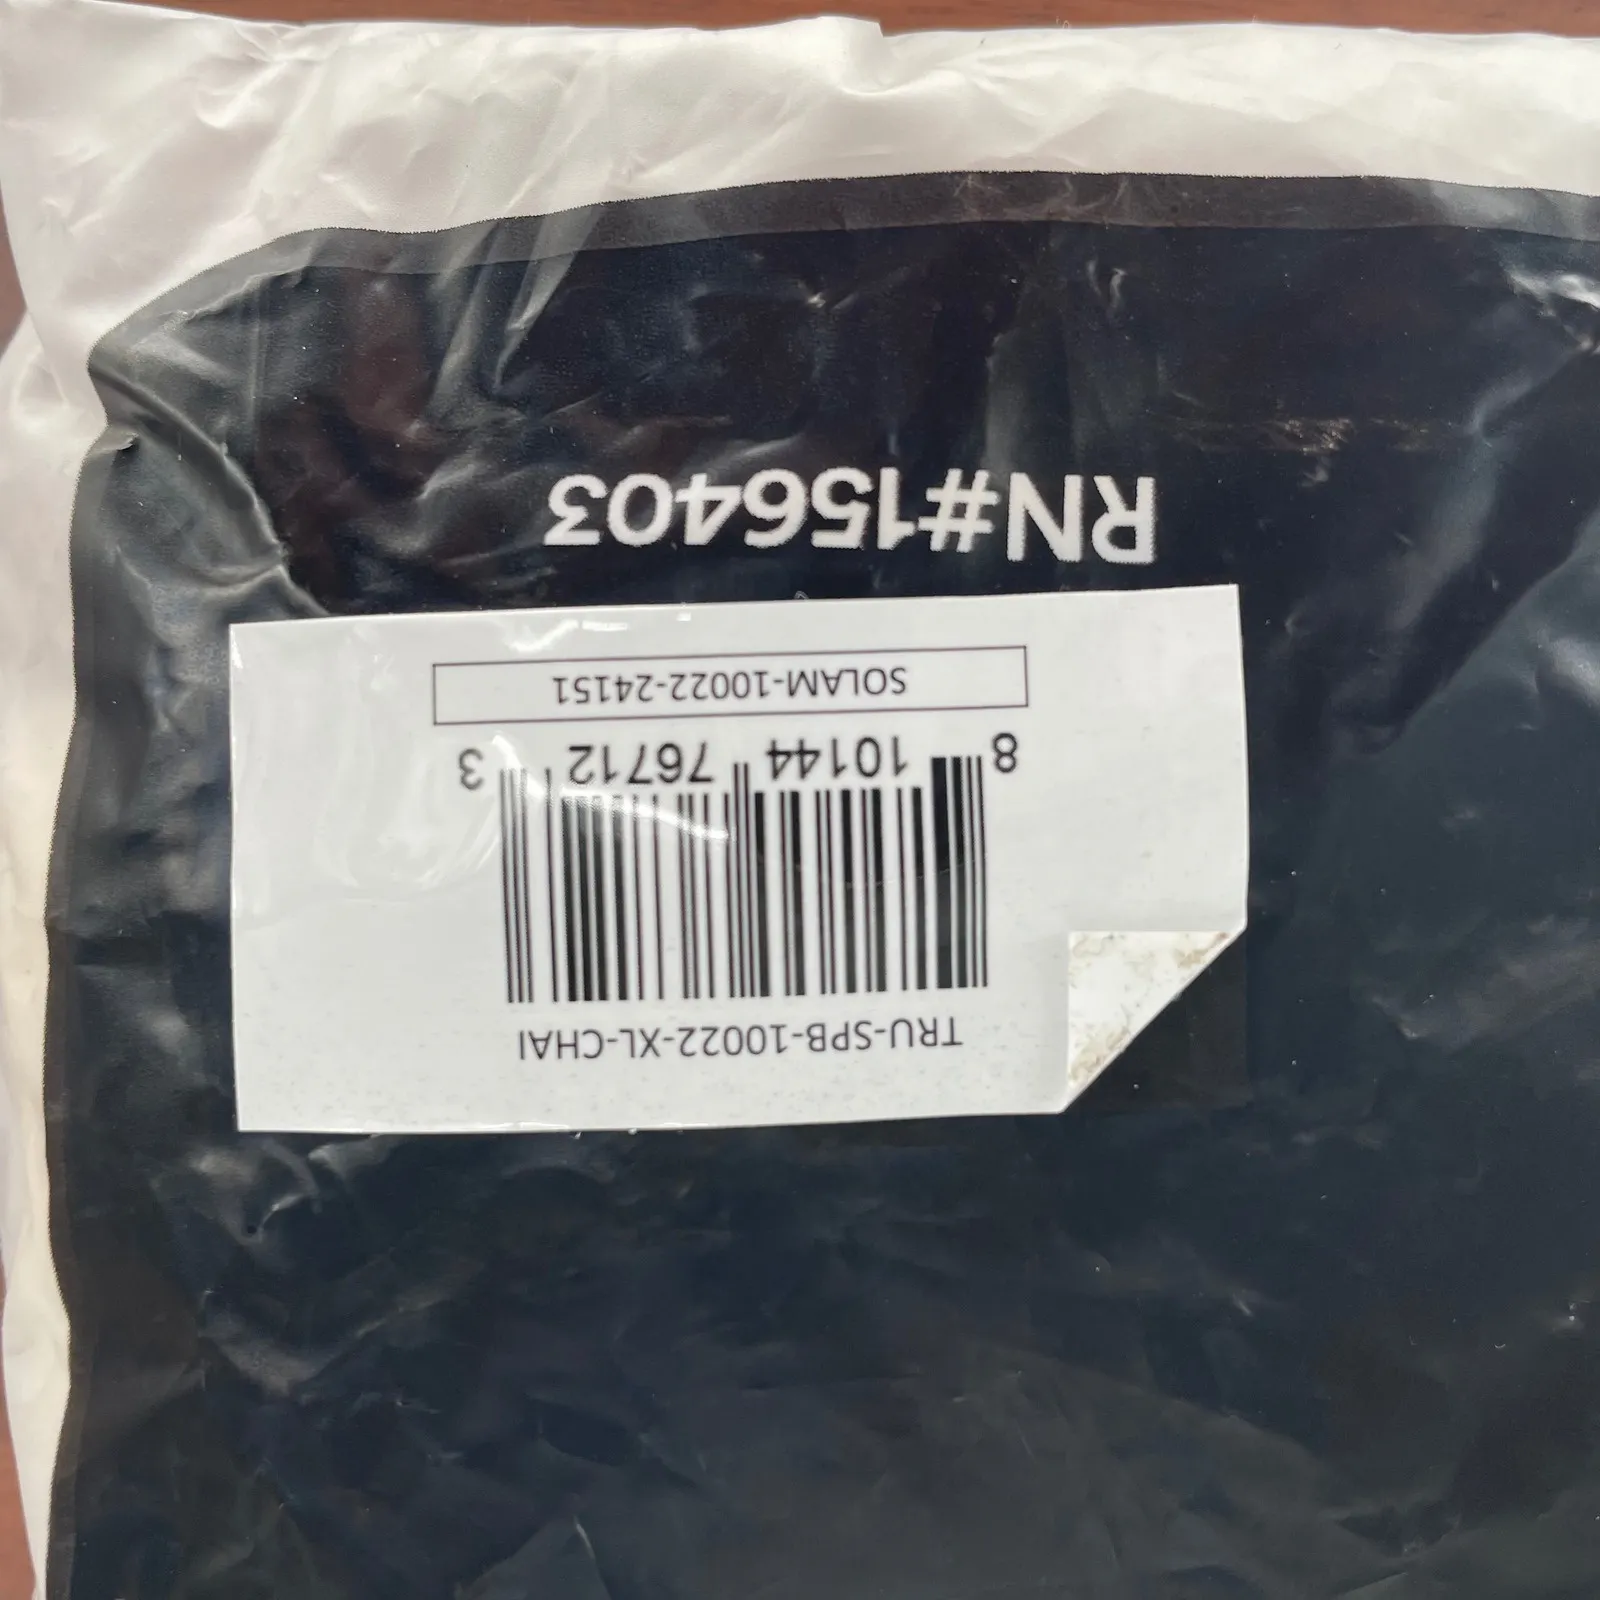 TRU-SPB-10022-XL-CHAI
8 10144 76712 3
SOLAM-10022-24151
RN#156403